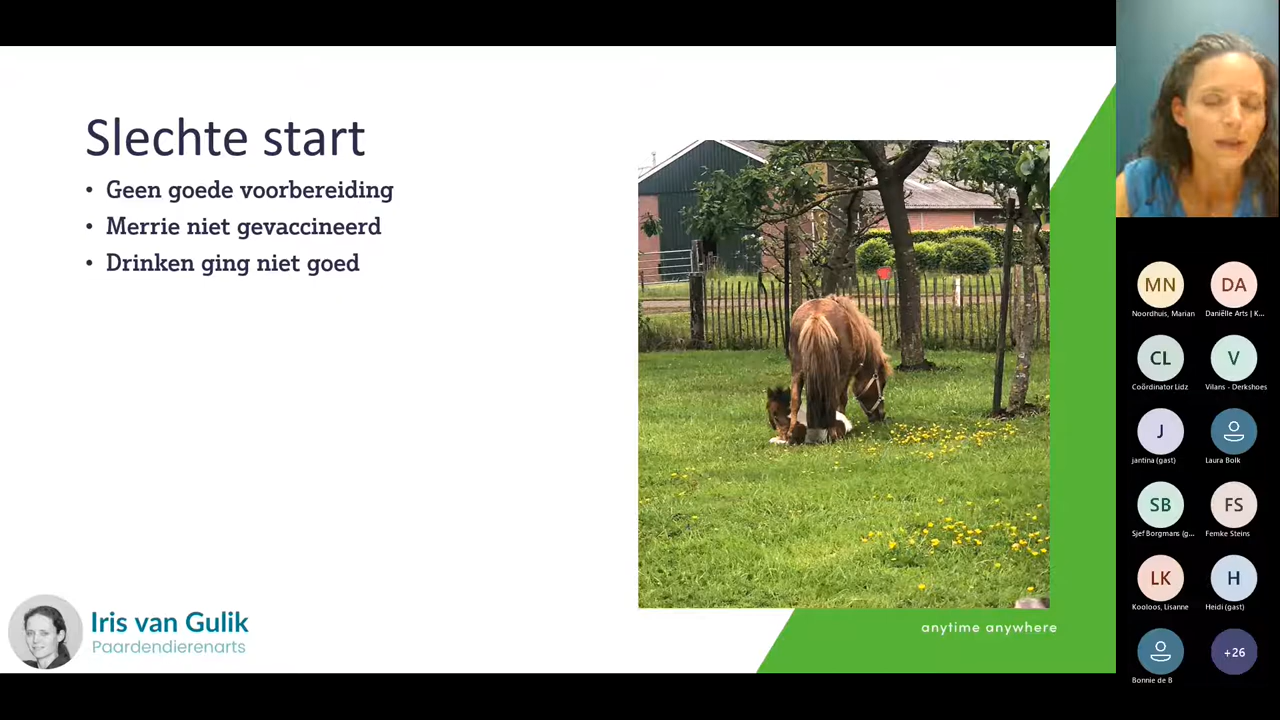 Slechte start
• Geen goede voorbereiding
• Merrie niet gevaccineerd
• Drinken ging niet goed
Iris van Gulik
Paardendierenarts
anytime anywhere
MN
Noordhuis, Marian
DA
Daniëlle Arts | K...
CL
Coördinator Lidz
V
Vilans - Derkshoes
J
jantina (gast)
Laura Bolk
SB
Sjef Borgmans (g...
FS
Femke Steins
LK
Kooloos, Lisanne
H
Heidi (gast)
Bonnie de B
+26